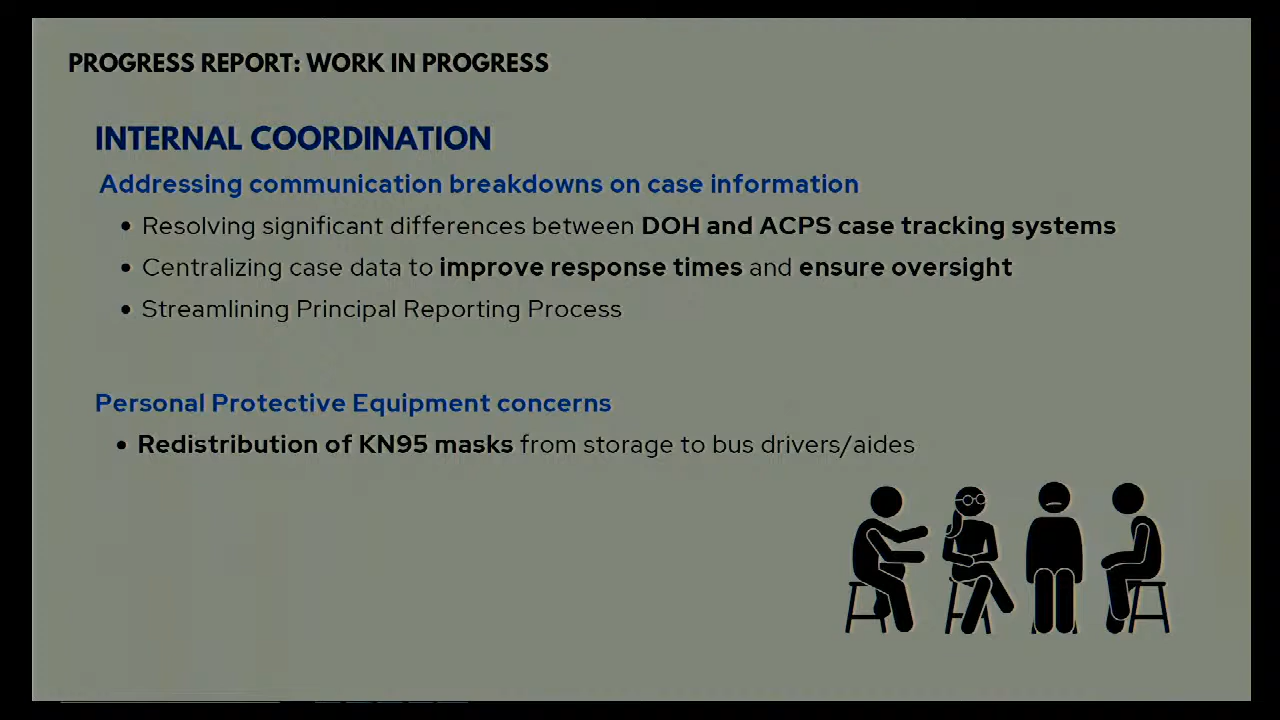 PROGRESS REPORT: WORK IN PROGRESS
INTERNAL COORDINATION
Addressing communication breakdowns on case information
• Resolving significant differences between DOH and ACPS case tracking systems
• Centralizing case data to improve response times and ensure oversight
• Streamlining Principal Reporting Process
Personal Protective Equipment concerns
• Redistribution of KN95 masks from storage to bus drivers/aides